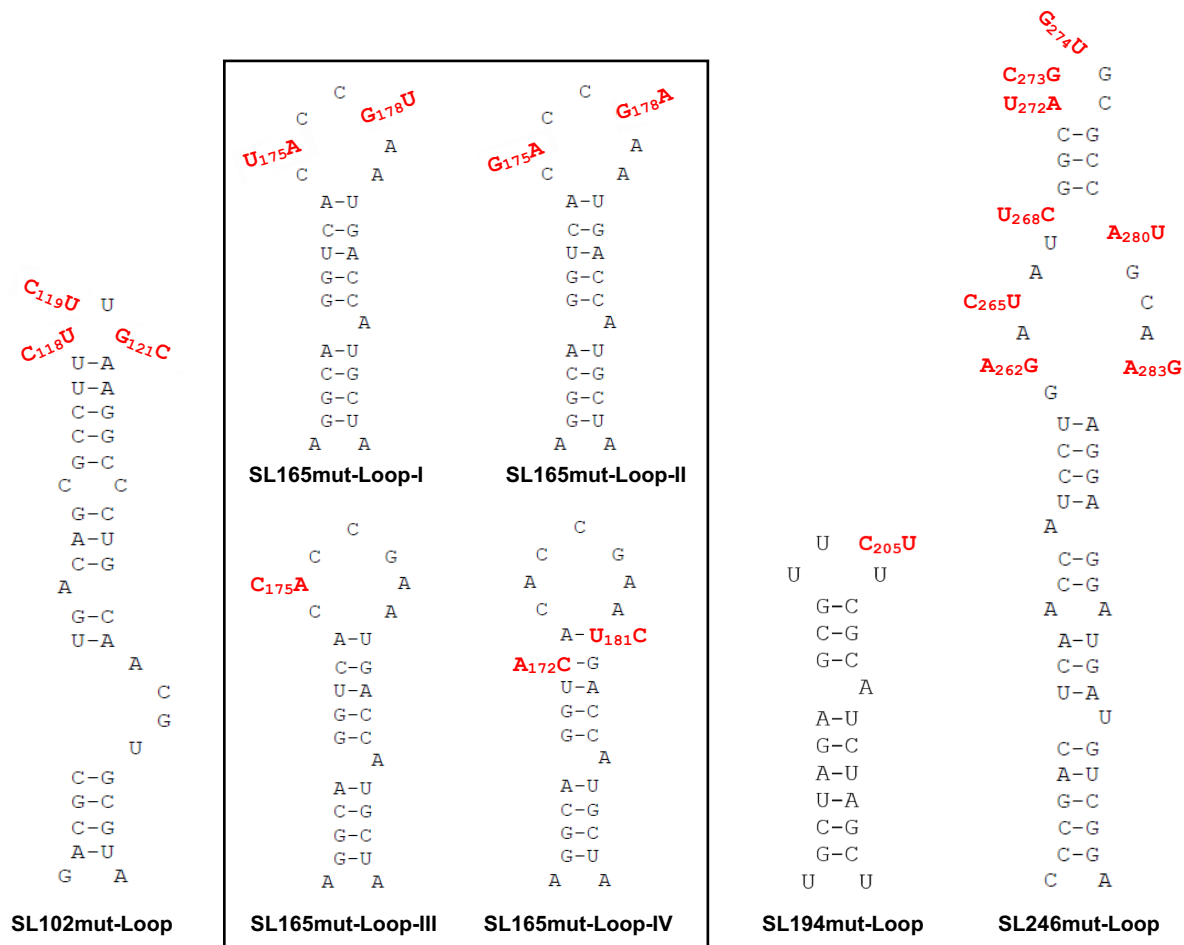 C119U U
C118U G121C
U-A
U-A
C-G
C-G
G-C
C C
G-C
A-U
C-G
A
G-C
U-A
A
C
G
U
C-G
G-C
C-G
A-U
G A
SL102mut-Loop
C
C G178U
U175A A
C A
A-U
C-G
U-A
G-C
G-C
A
A-U
C-G
G-C
G-U
A A
SL165mut-Loop-I
C
C G178A
G175A A
C A
A-U
C-G
U-A
G-C
G-C
A
A-U
C-G
G-C
G-U
A A
SL165mut-Loop-II
C
C G
C175A A
C A
A-U
C-G
U-A
G-C
G-C
A
A-U
C-G
G-C
G-U
A A
SL165mut-Loop-III
C
C G
A A
C A
A-U181C
A172C-G
U-A
G-C
G-C
A
A-U
C-G
G-C
G-U
A A
SL165mut-Loop-IV
U C205U
U U
G-C
C-G
G-C
A
A-U
G-C
A-U
U-A
C-G
G-C
U U
SL194mut-Loop
G274U
C273G G
U272A C
C-G
G-C
G-C
U268C
U A280U
A G
C265U C
A A
A262G A283G
G
U-A
C-G
C-G
U-A
A
C-G
C-G
A A
A-U
C-G
U-A
U
C-G
A-U
G-C
C-G
C-G
C A
SL246mut-Loop